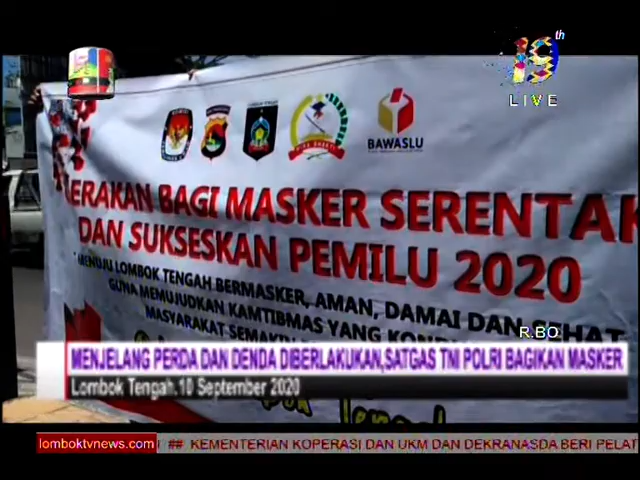 19th
LIVE
BAWASLU
ERAKAN BAGI MASKER SERENTAK
DAN SUKSESKAN PEMILU 2020
MENUJU LOMBOK TENGAH BERMASKER, AMAN, DAMAI DAN SEHAT
GUNA MEMUJUDKAN KAMTIBMAS YANG
MASYARAKAT SEMAKI
R.BO
MENJELANG PERDA DAN DENDA DIBERLAKUKAN,SATGAS TNI POLRI BAGIKAN MASKER
Lombok Tengah.10 September 2020
lomboktvnews.com ## KEMENTERIAN KOPERASI DAN UKM DAN DEKRANASDA BERI PELAT